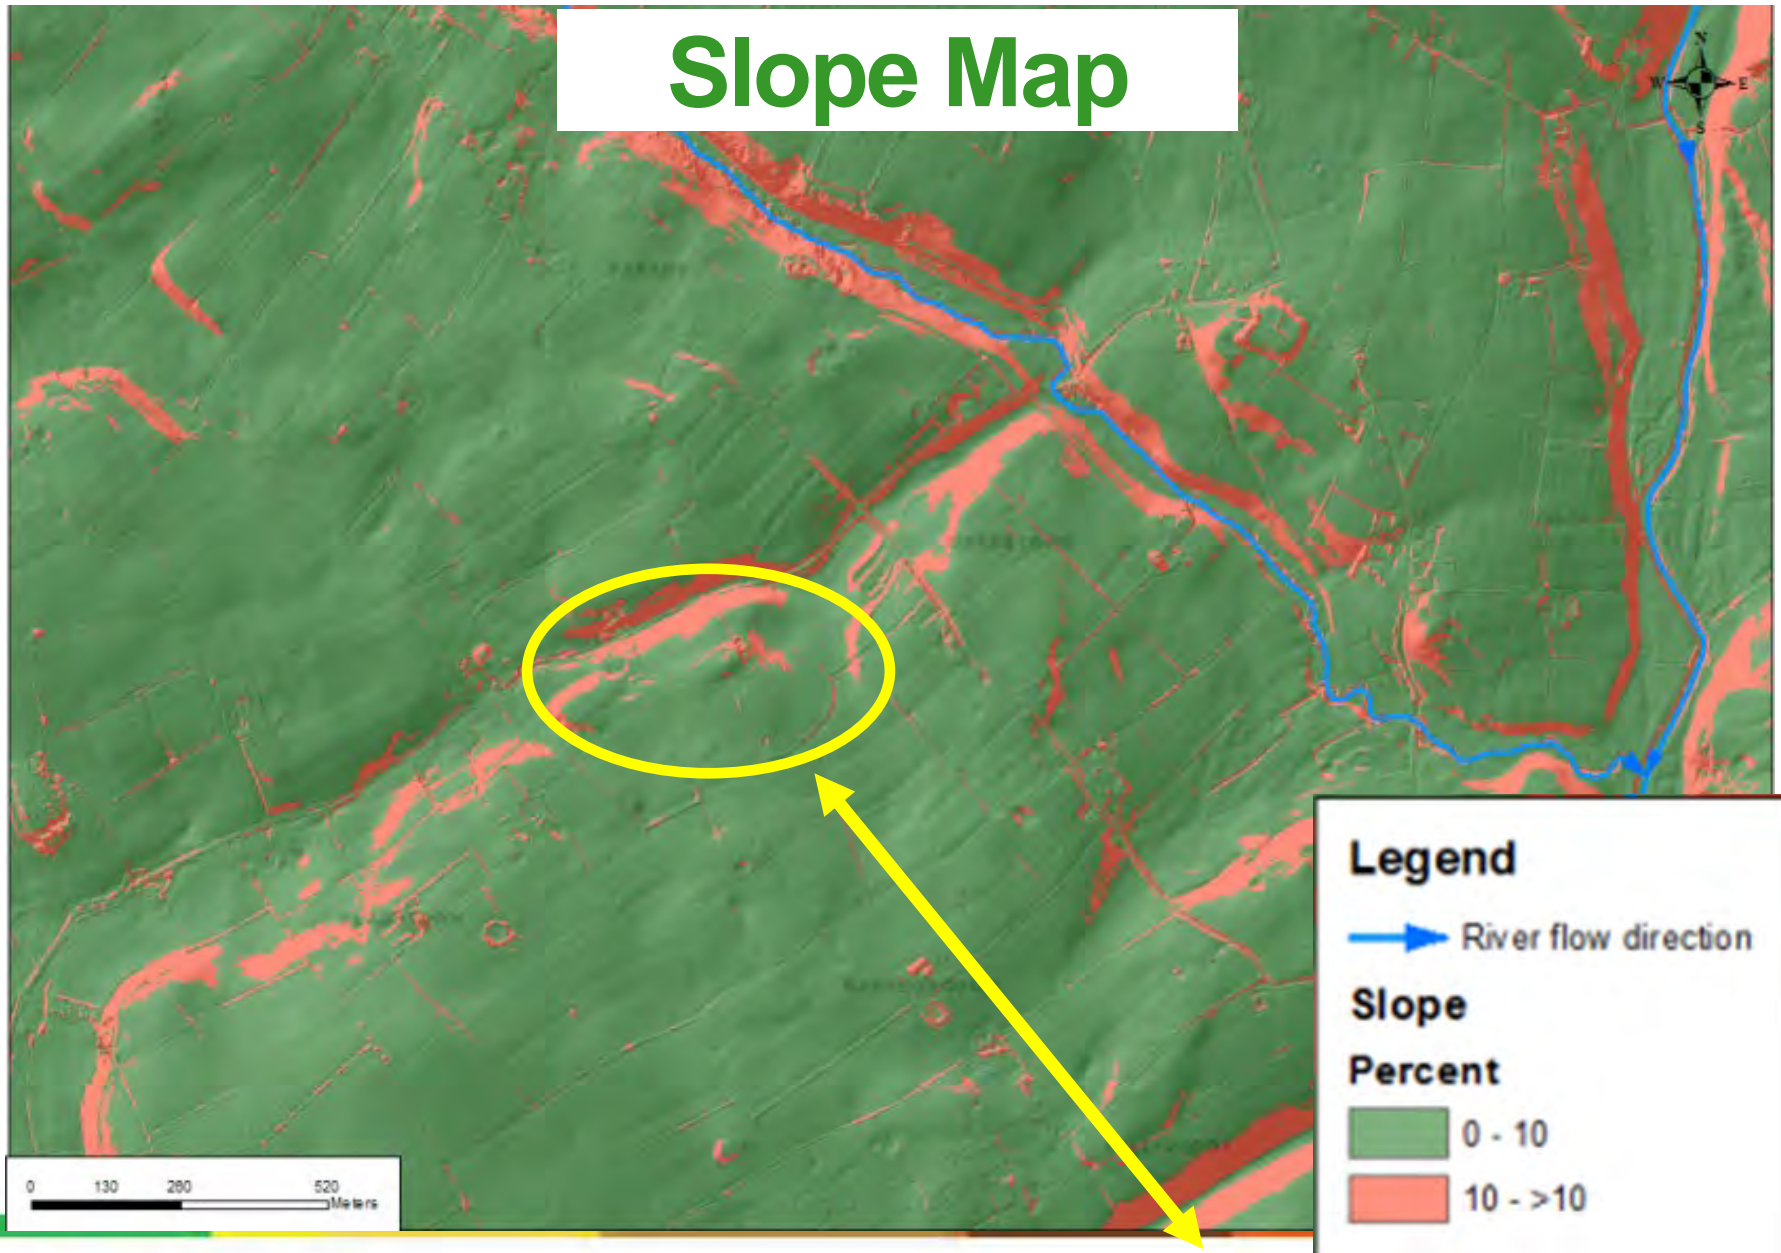 Slope Map
N
W E
S
Legend
River flow direction
Slope
Percent
0 - 10
10 - >10
0 130 260 520
Meters